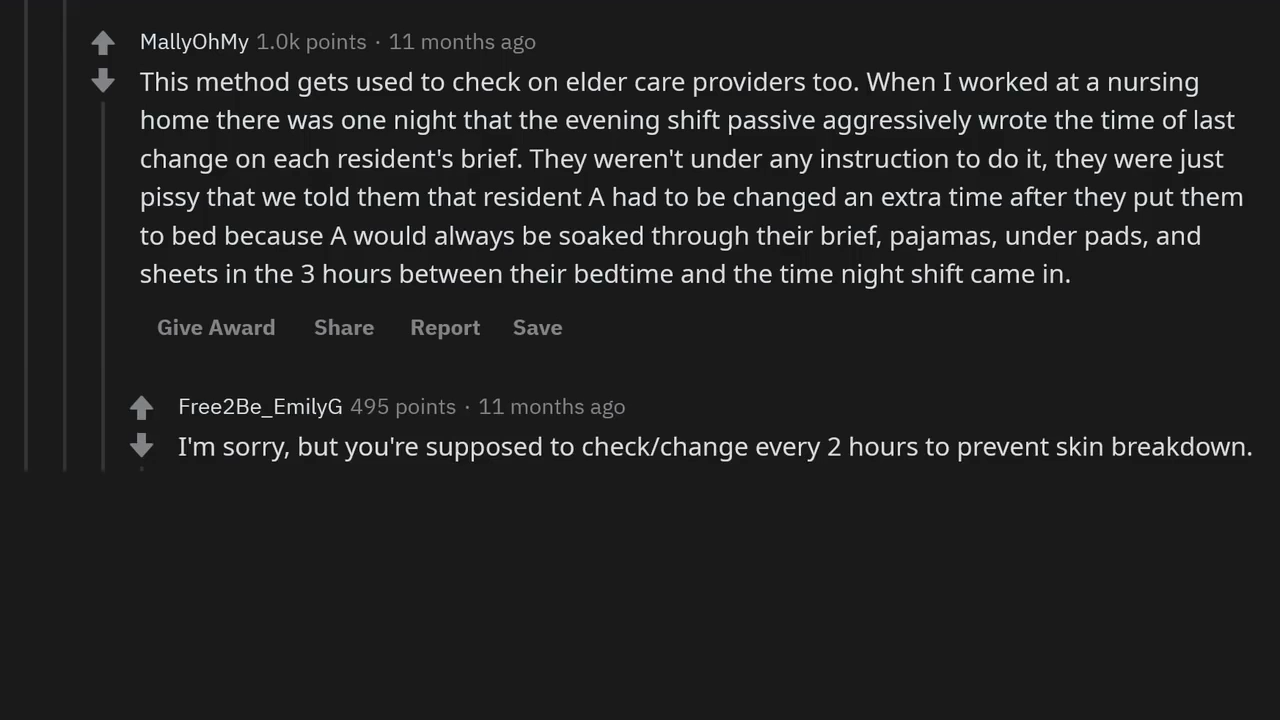 MallyOhMy 1.0k points · 11 months ago
This method gets used to check on elder care providers too. When I worked at a nursing
home there was one night that the evening shift passive aggressively wrote the time of last
change on each resident's brief. They weren't under any instruction to do it, they were just
pissy that we told them that resident A had to be changed an extra time after they put them
to bed because A would always be soaked through their brief, pajamas, under pads, and
sheets in the 3 hours between their bedtime and the time night shift came in.
Give Award Share Report Save
Free2Be_EmilyG 495 points · 11 months ago
I'm sorry, but you're supposed to check/change every 2 hours to prevent skin breakdown.